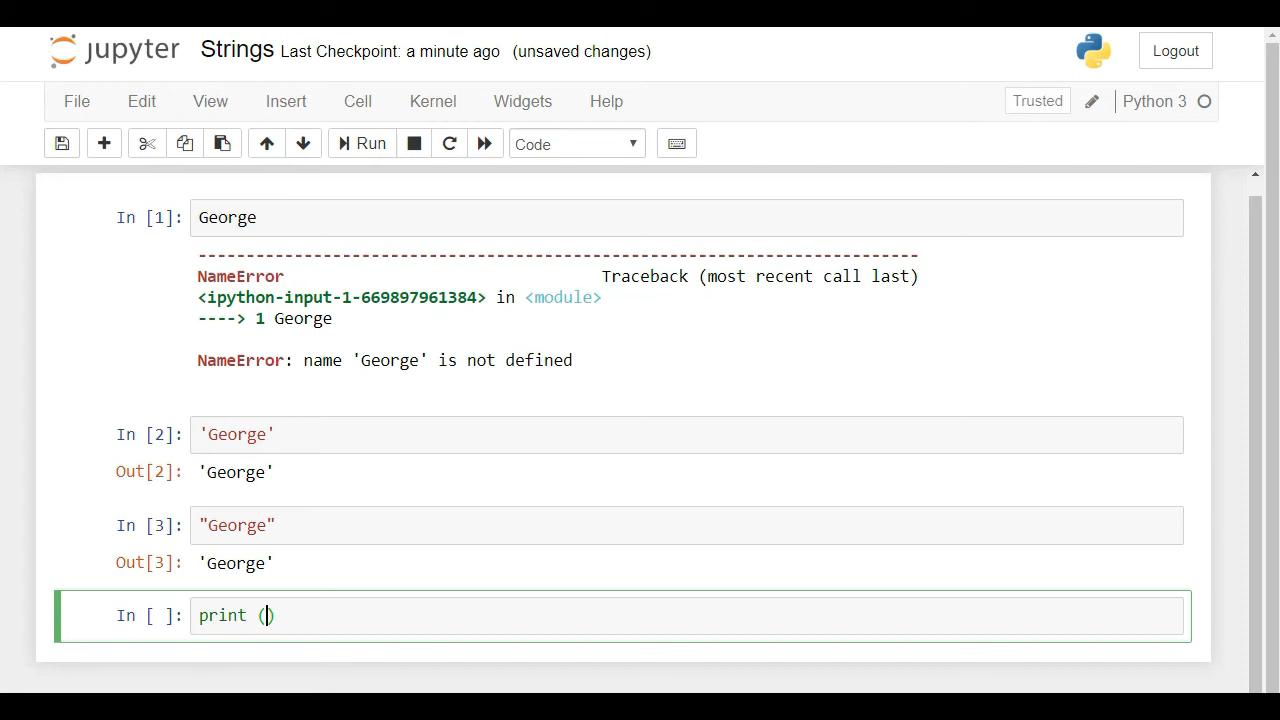 jupyter Strings Last Checkpoint: a minute ago (unsaved changes) Logout
File Edit View Insert Cell Kernel Widgets Help Trusted Python 3
Run Code
In [1]: George
---------------------------------------------------------------------------
NameError Traceback (most recent call last)
<ipython-input-1-669897961384> in <module>
----> 1 George
NameError: name 'George' is not defined
In [2]: 'George'
Out[2]: 'George'
In [3]: "George"
Out[3]: 'George'
In [ ]: print ()